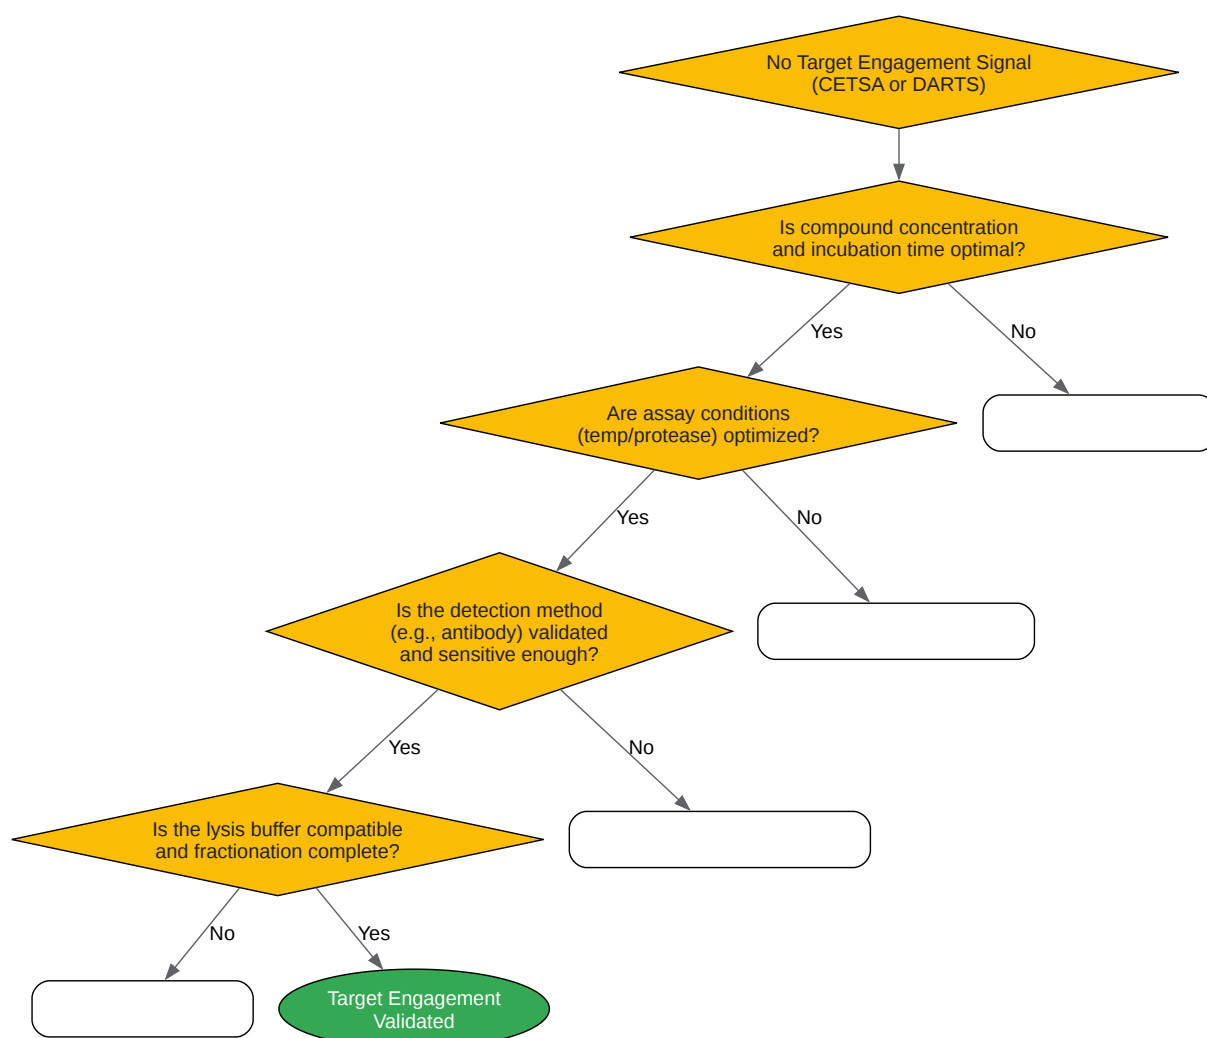 No Target Engagement Signal
(CETSA or DARTS)
Is compound concentration
and incubation time optimal?
Yes
No
Are assay conditions
(temp/protease) optimized?
Yes
No
Is the detection method
(e.g., antibody) validated
and sensitive enough?
Yes
No
Is the lysis buffer compatible
and fractionation complete?
No
Yes
Target Engagement
Validated